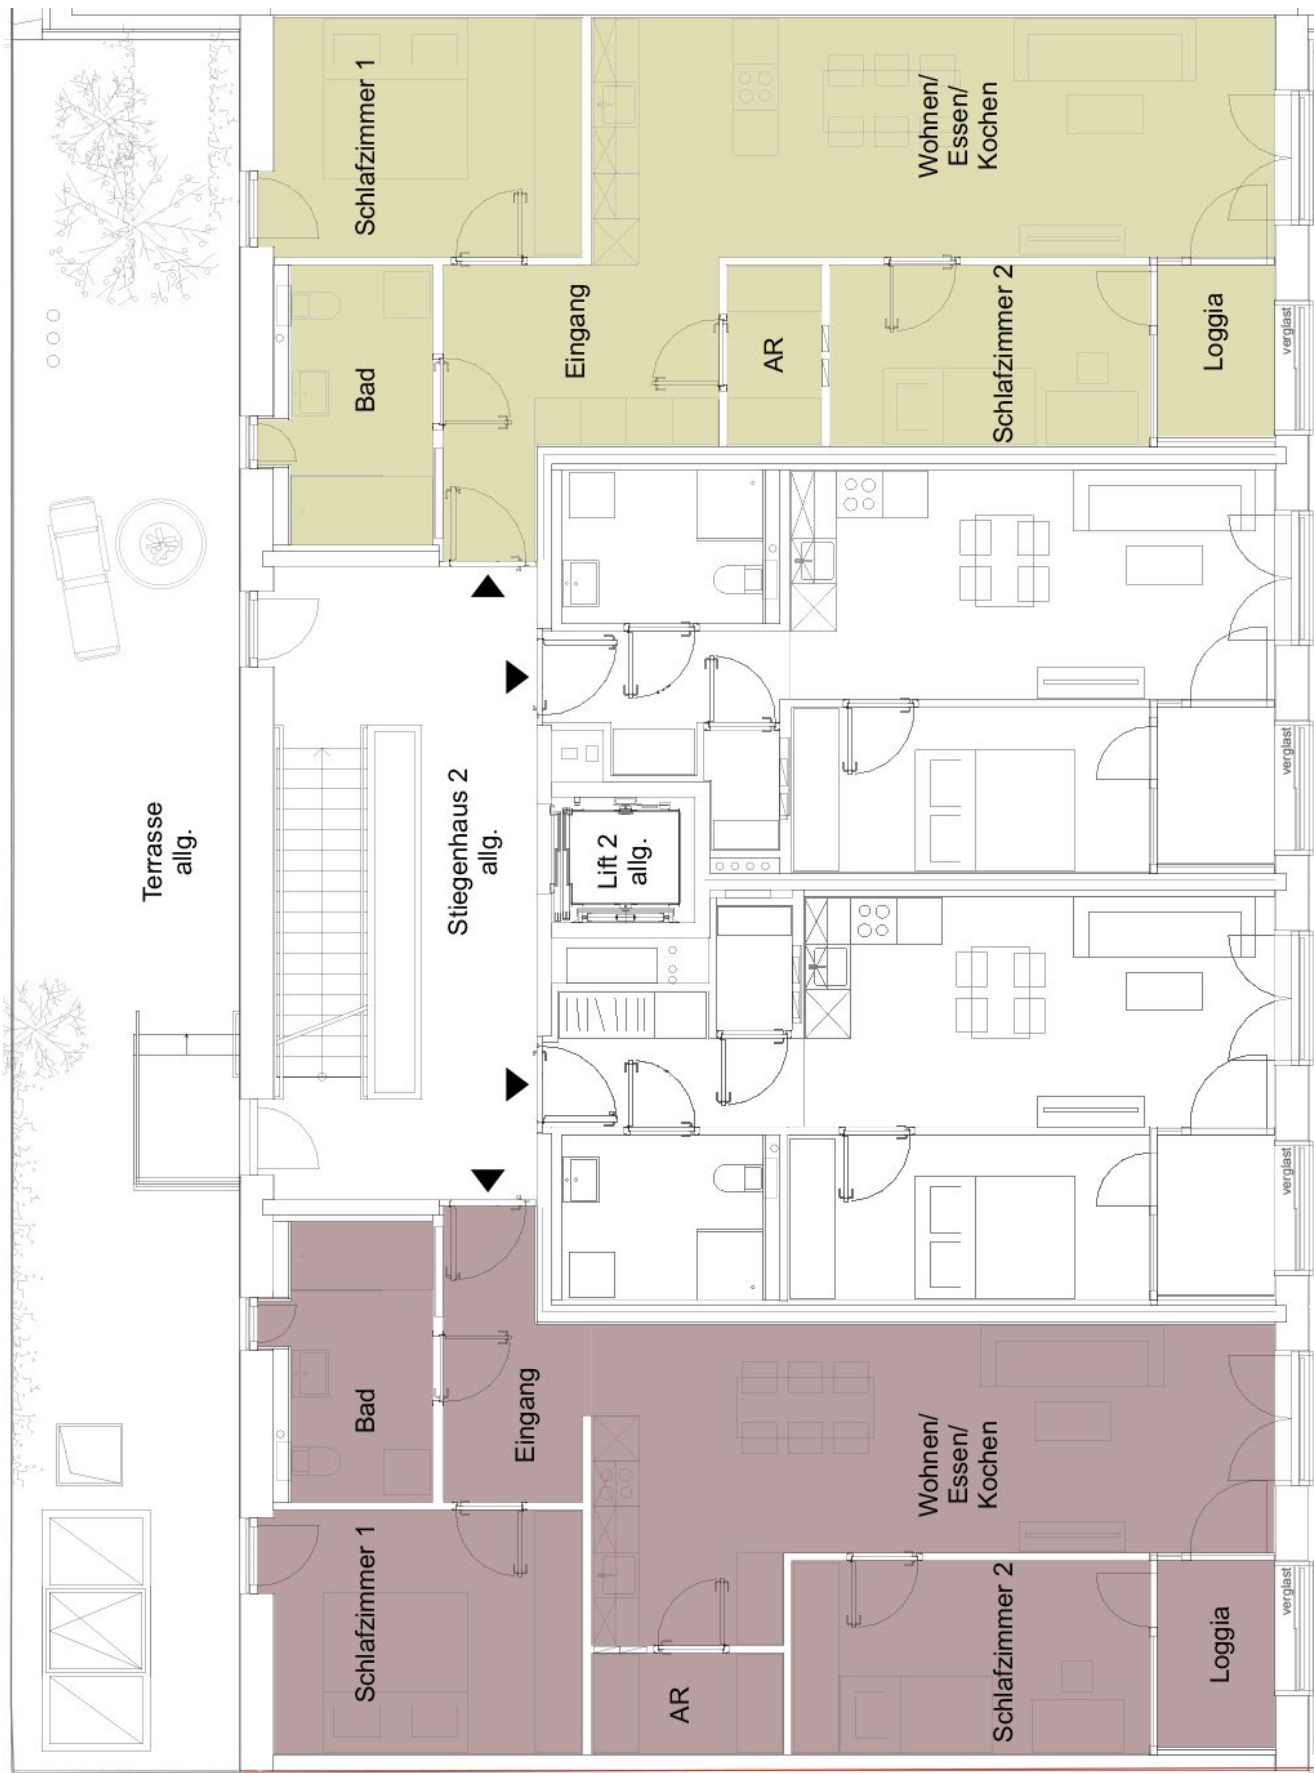 Terrasse
allg.
Schlafzimmer 1
Bad
Stiegenhaus 2
allg.
Bad
Schlafzimmer 1
Eingang
Lift 2
allg.
Eingang
AR
AR
Wohnen/
Essen/
Kochen
Wohnen/
Essen/
Kochen
Schlafzimmer 2
Schlafzimmer 2
Loggia
Loggia
verglast
verglast
verglast
verglast